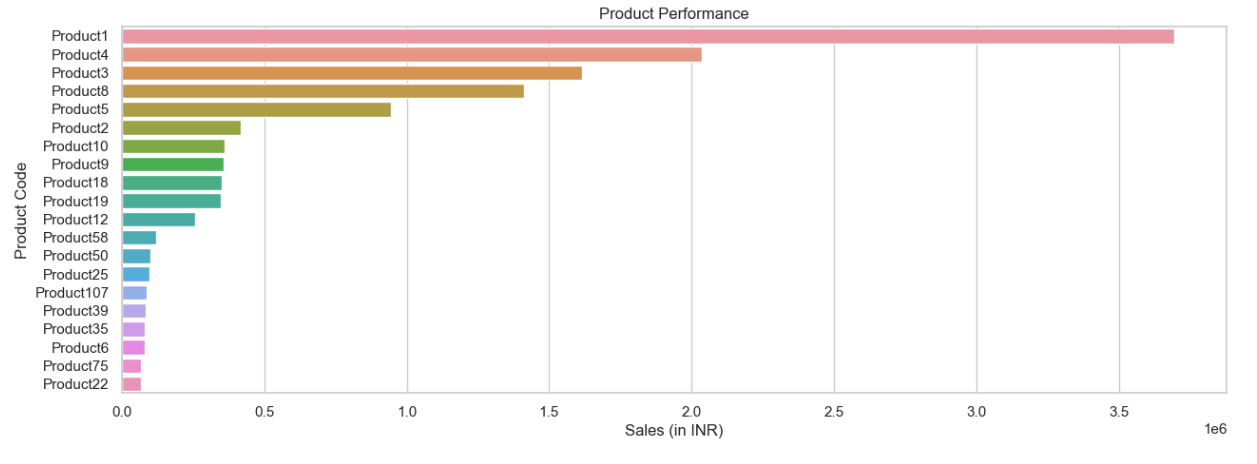 Product Performance
Product1
Product4
Product3
Product8
Product5
Product2
Product10
Product9
Product18
Product19
Product12
Product58
Product50
Product25
Product107
Product39
Product35
Product6
Product75
Product22
Product Code
0.0 0.5 1.0 1.5 2.0 2.5 3.0 3.5
Sales (in INR)
1e6